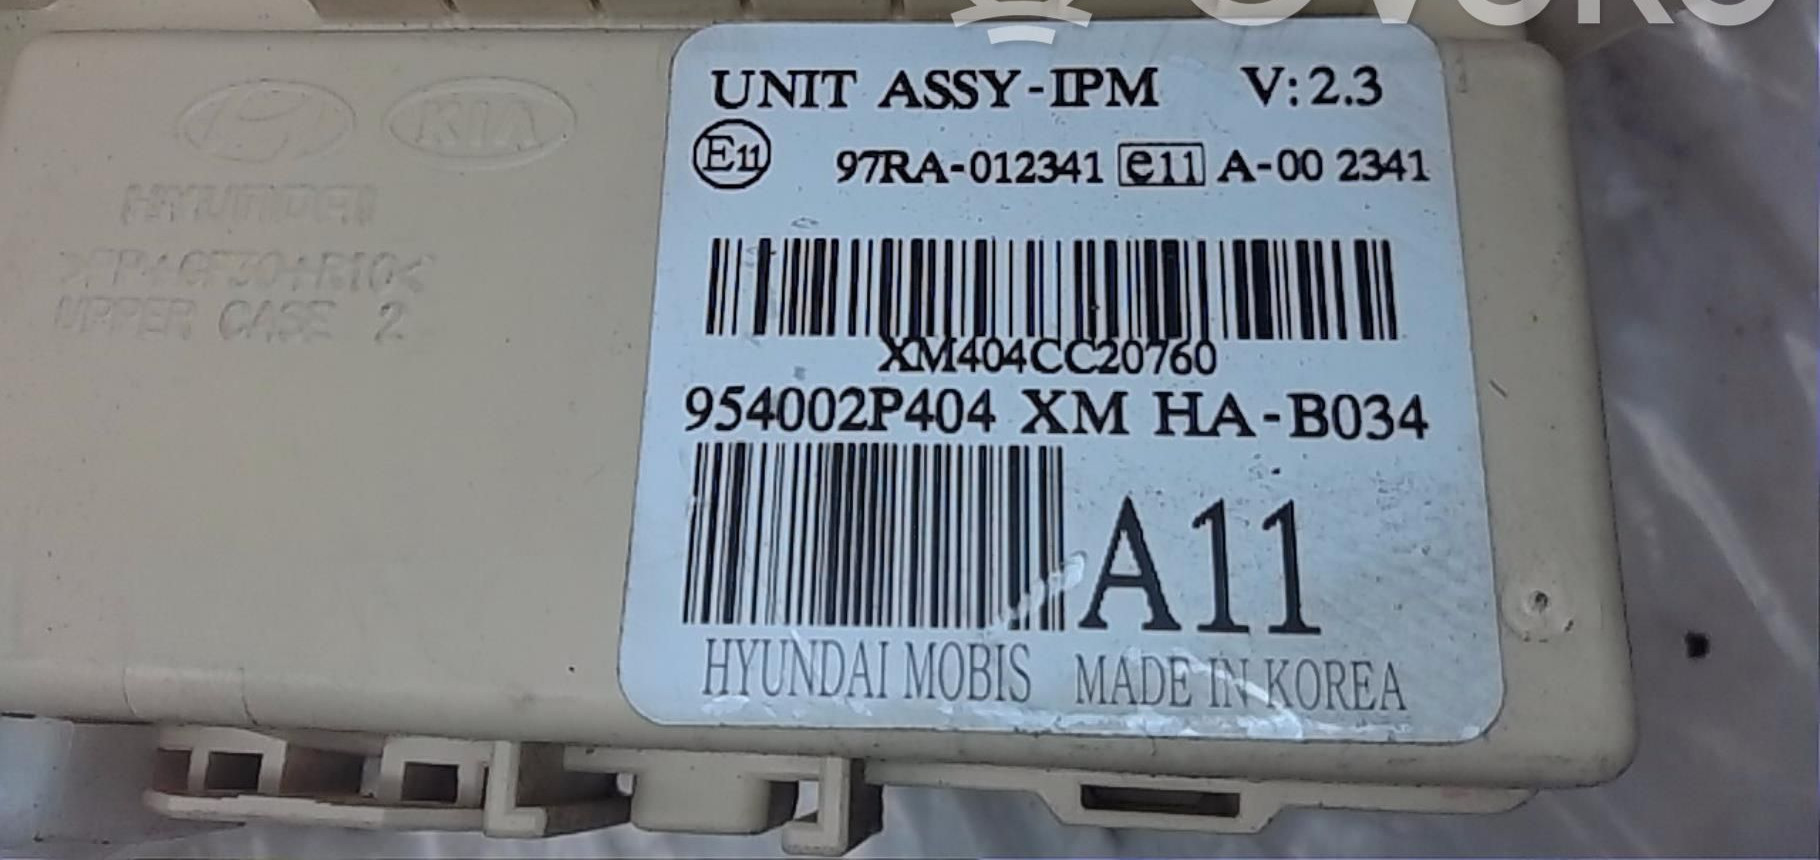 UNIT ASSY-IPM V:2.3
E11 97RA-012341 e11 A-00 2341
XM404CC20760
954002P404 XM HA-B034
A11
HYUNDAI MOBIS MADE IN KOREA
KIA
HYUNDAI
UPPER CASE 2